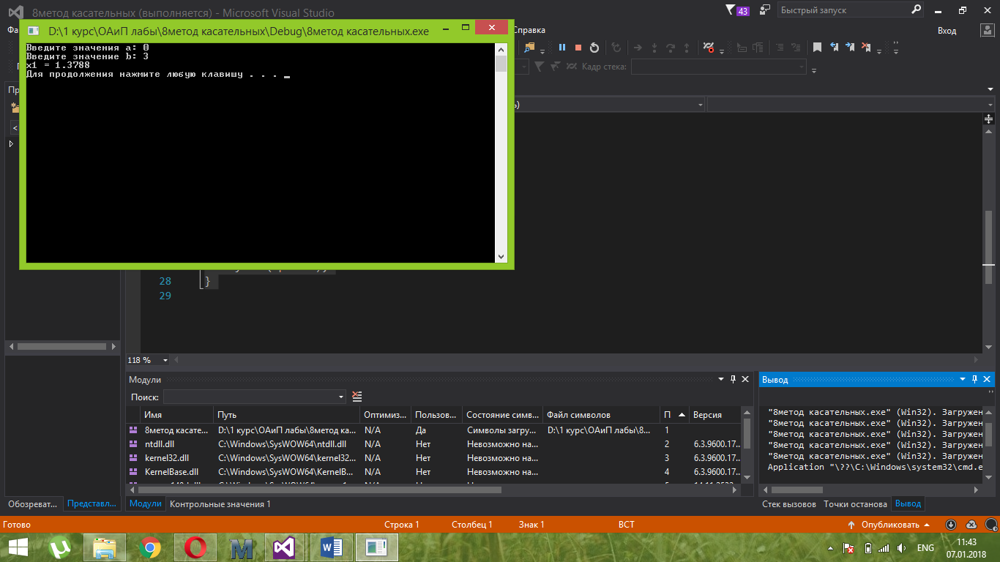 8метод касательных (выполняется) - Microsoft Visual Studio
43
Быстрый запуск
D:\1 курс\ОАиП лабы\8метод касательных\Debug\8метод касательных.exe
Справка
Вход
Введите значения a: 0
Введите значение b: 3
x1 = 1.3788
Для продолжения нажмите любую клавишу . . .
Кадр стека:
28 }
29
118 %
Модули
Вывод
Поиск:
Имя Путь Оптимиз... Пользов... Состояние симв... Файл символов П Версия
8метод касате... D:\1 курс\ОАиП лабы\8метод ка... N/A Да Символы загру... D:\1 курс\ОАиП лабы\8... 1
ntdll.dll C:\Windows\SysWOW64\ntdll.dll N/A Нет Невозможно на... 2 6.3.9600.17...
kernel32.dll C:\Windows\SysWOW64\kernel32... N/A Нет Невозможно на... 3 6.3.9600.17...
KernelBase.dll C:\Windows\SysWOW64\KernelB... N/A Нет Невозможно на... 4 6.3.9600.17...
"8метод касательных.exe" (Win32). Загружен
"8метод касательных.exe" (Win32). Загружен
"8метод касательных.exe" (Win32). Загружен
"8метод касательных.exe" (Win32). Загружен
"8метод касательных.exe" (Win32). Загружен
Application "\??\C:\Windows\system32\cmd.e
Обозреват... Представл... Модули Контрольные значения 1
Стек вызовов Точки останова Вывод
Готово Строка 1 Столбец 1 Знак 1 ВСТ Опубликовать
ENG
11:43
07.01.2018